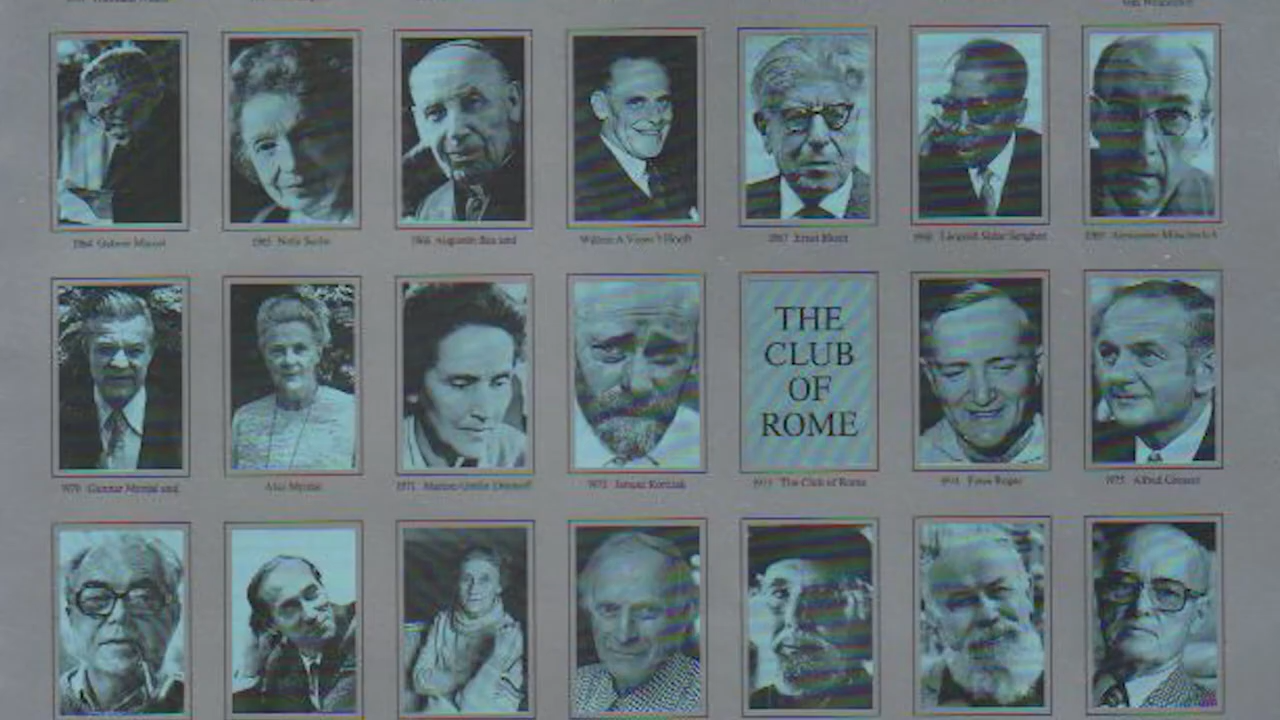 1964 Gabriel Marcel
1965 Nelly Sachs
1966 Augustin Bea und
Willem A Visser 't Hooft
1967 Ernst Bloch
1968 Léopold Sédar Senghor
1969 Alexander Mitscherlich
1970 Gunnar Myrdal und
Alva Myrdal
1971 Marion Gräfin Dönhoff
1972 Janusz Korczak
THE
CLUB
OF
ROME
1973 The Club of Rome
1974 Frère Roger
1975 Alfred Grosser